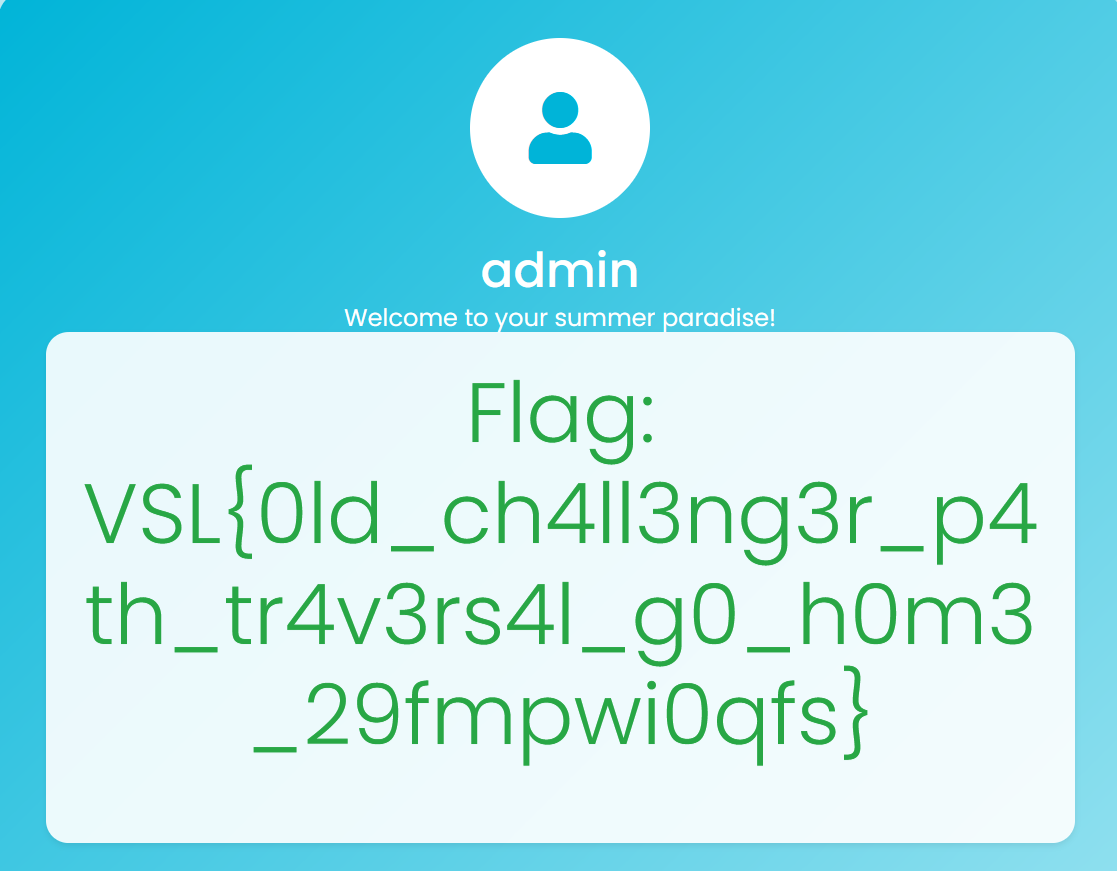 admin
Welcome to your summer paradise!
Flag:
VSL{0ld_ch4ll3ng3r_p4
th_tr4v3rs4l_g0_h0m3
_29fmpwi0qfs}